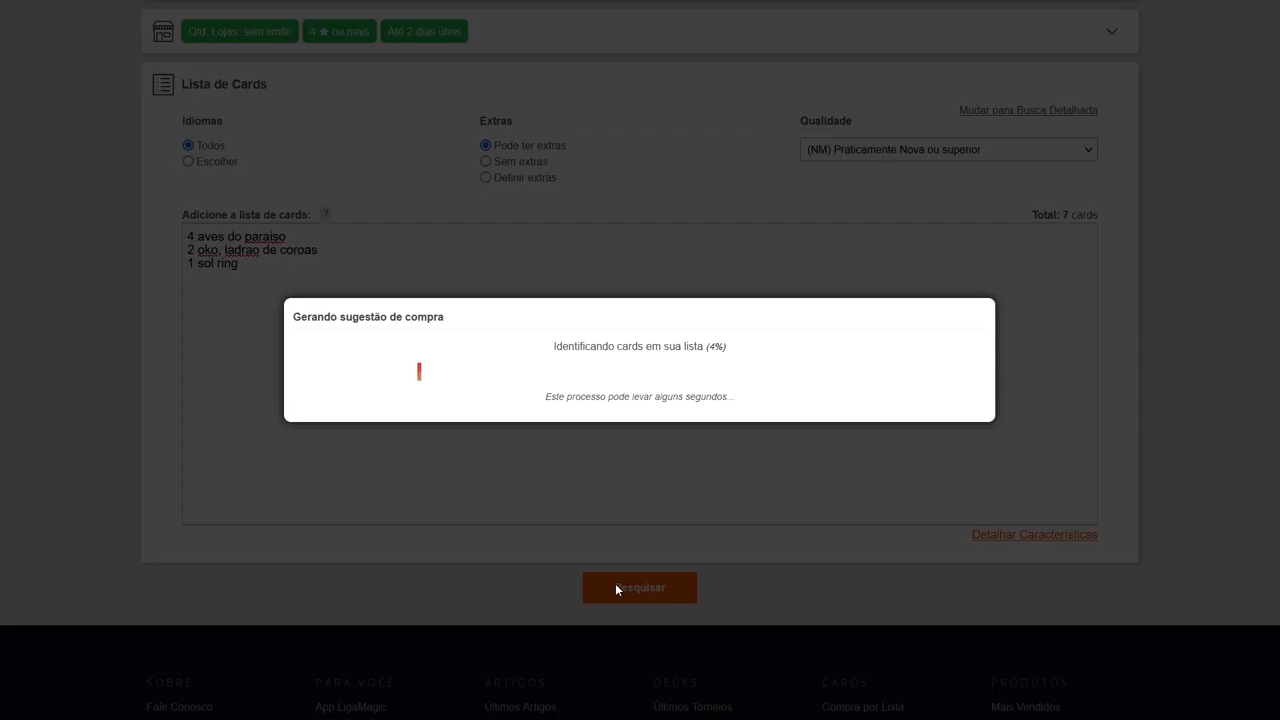 Qtd. Lojas: sem limite
4 ★ ou mais
Até 2 dias úteis
Lista de Cards
Mudar para Busca Detalhada
Idiomas
Extras
Qualidade
Todos
Pode ter extras
(NM) Praticamente Nova ou superior
Escolher
Sem extras
Definir extras
Adicione a lista de cards: ?
Total: 7 cards
4 aves do paraiso
2 oko, ladrao de coroas
1 sol ring
Gerando sugestão de compra
Identificando cards em sua lista (4%)
Este processo pode levar alguns segundos...
Detalhar Características
Pesquisar
SOBRE
PARA VOCÊ
ARTIGOS
DECKS
CARDS
PRODUTOS
Fale Conosco
App LigaMagic
Últimos Artigos
Últimos Torneios
Compra por Lista
Mais Vendidos